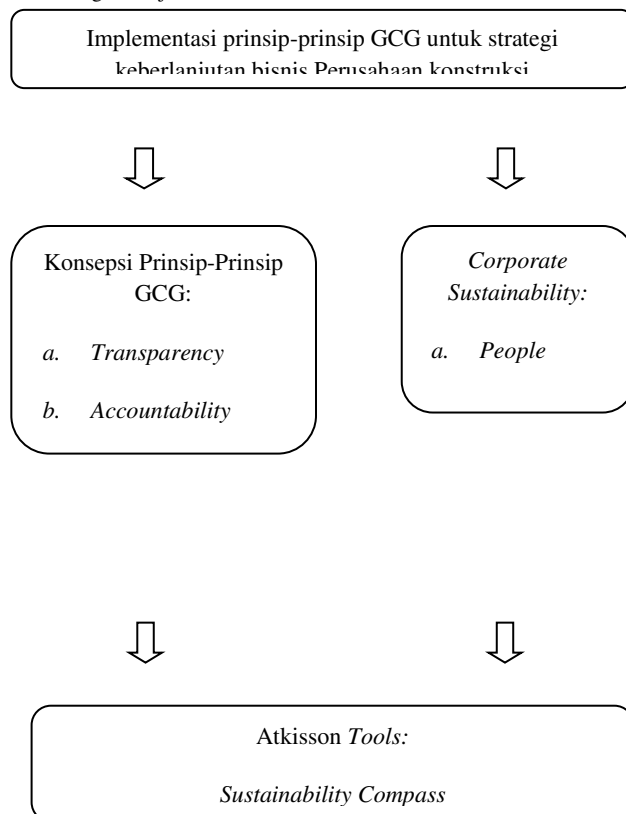 Implementasi prinsip-prinsip GCG untuk strategi
keberlanjutan bisnis Perusahaan konstruksi
Konsepsi Prinsip-Prinsip
GCG:
a. Transparency
b. Accountability
Corporate
Sustainability:
a. People
Atkisson Tools:
Sustainability Compass